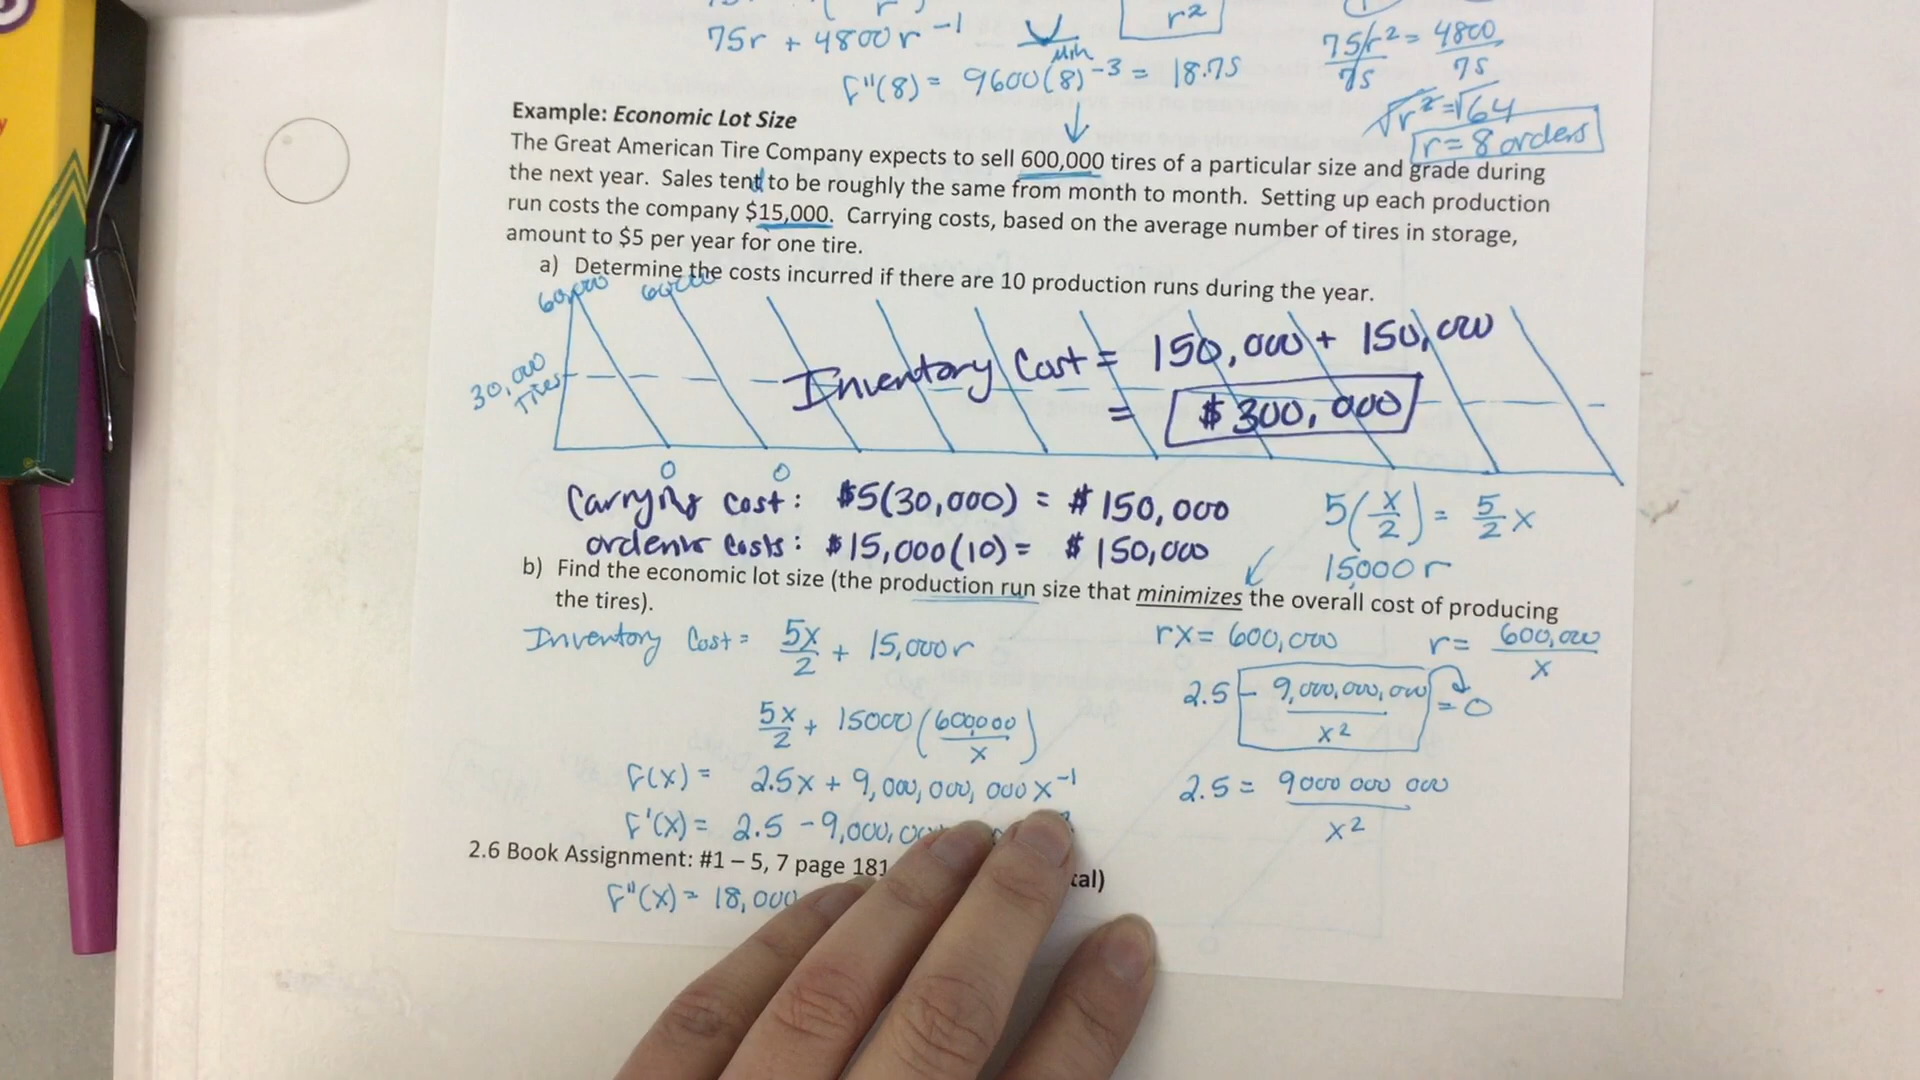 75r + 4800r⁻¹
r²
Min
75r² = 4800
75 75
F"(8) = 9600(8)⁻³ = 18.75
√r² = √64
r = 8 orders
Example: Economic Lot Size
The Great American Tire Company expects to sell 600,000 tires of a particular size and grade during
the next year. Sales tend to be roughly the same from month to month. Setting up each production
run costs the company $15,000. Carrying costs, based on the average number of tires in storage,
amount to $5 per year for one tire.
a) Determine the costs incurred if there are 10 production runs during the year.
60,000 60,000
30,000 Tires
Inventory Cost = 150,000 + 150,000
= $300,000
0 0
Carrying cost: $5(30,000) = $150,000
5(x/2) = 5/2 x
ordering costs: $15,000(10) = $150,000
15000r
b) Find the economic lot size (the production run size that minimizes the overall cost of producing
the tires).
Inventory Cost = 5x/2 + 15,000r
rx = 600,000 r = 600,000/x
5x/2 + 15000(600,000/x)
2.5 - 9,000,000,000/x² = 0
F(x) = 2.5x + 9,000,000,000x⁻¹
2.5 = 9000 000 000/x²
F'(x) = 2.5 - 9,000,00
2.6 Book Assignment: #1 – 5, 7 page 181
F"(x) = 18,000